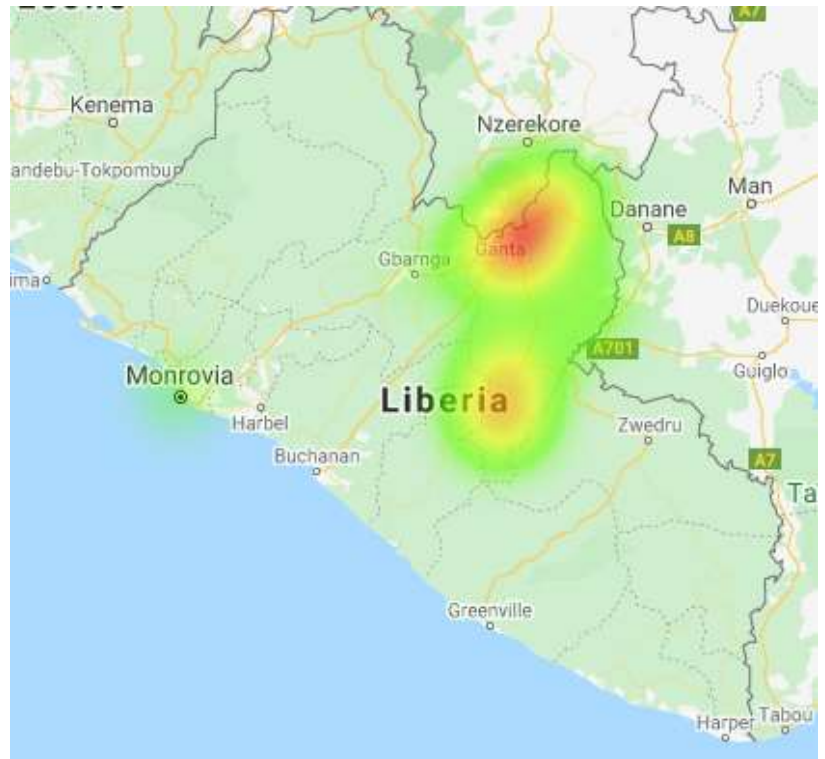 A7
Kenema
Nzerekore
andebu-Tokpombur
Man
Danane
A8
Ganta
Gbarnga
ima
Duekoue
A701
Guiglo
Monrovia
Liberia
Harbel
Zwedru
Buchanan
A7
Ta
Greenville
Harper
Tabou